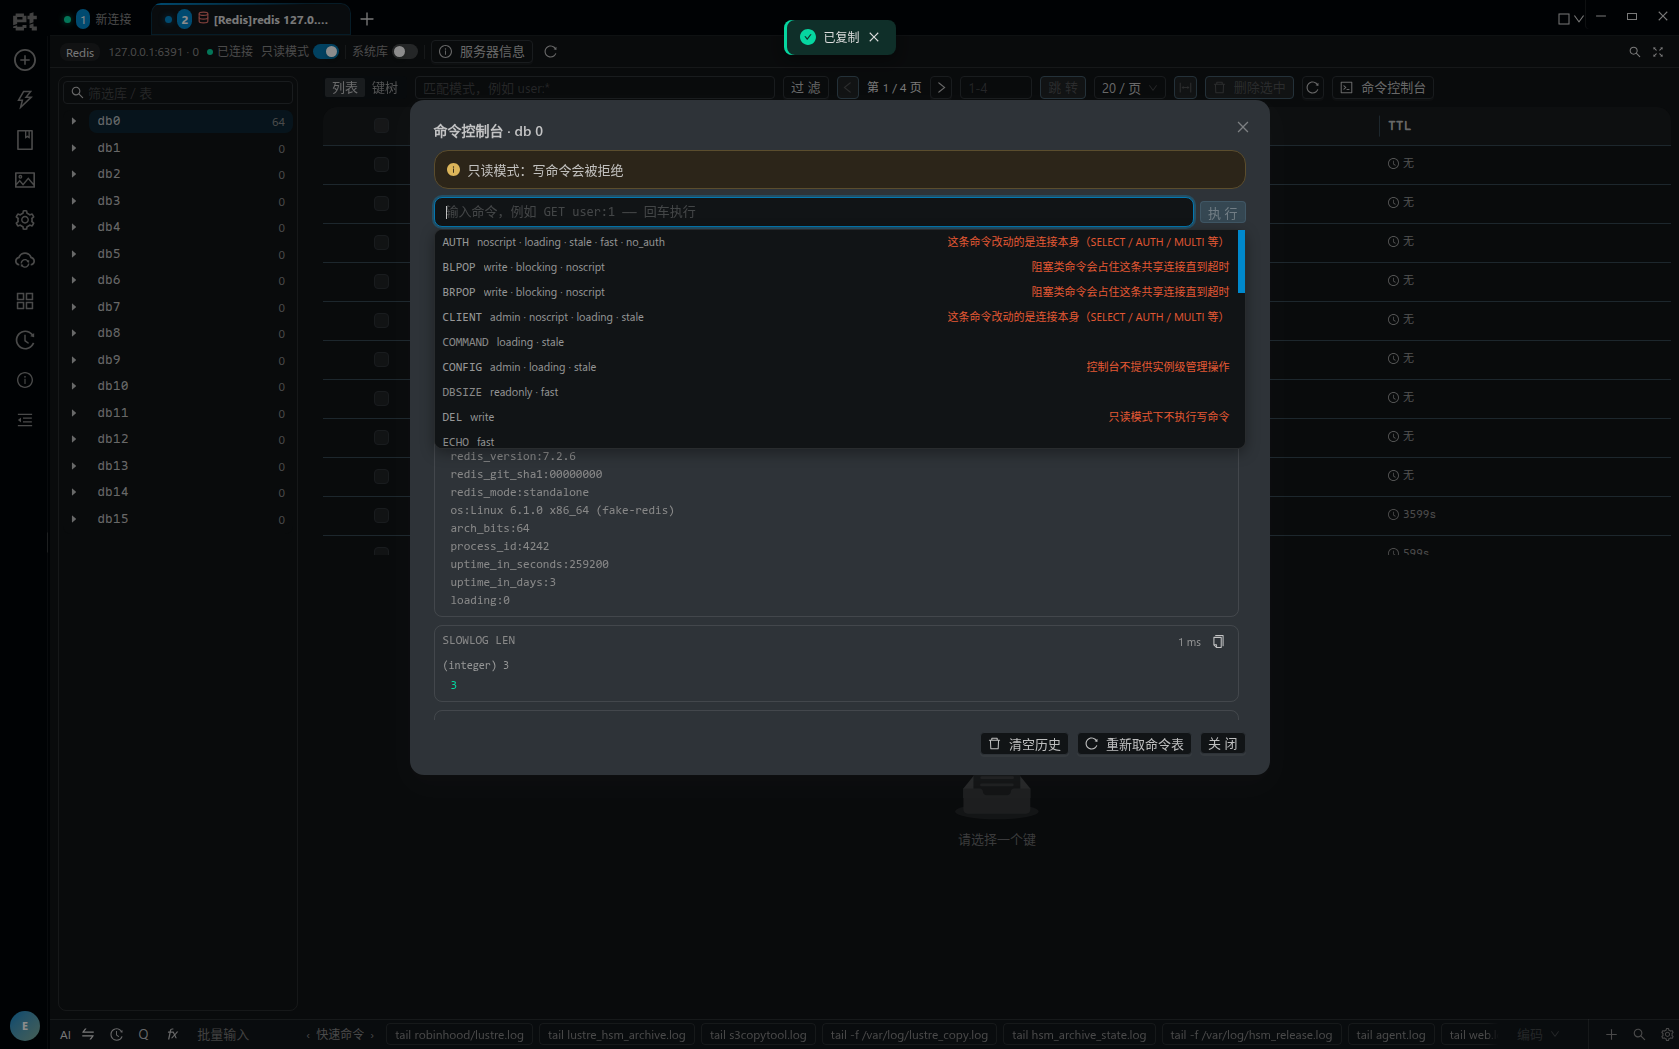 et
1 新连接
2 [Redis]redis 127.0....
已复制
Redis 127.0.0.1:6391 · 0 已连接 只读模式 系统库 服务器信息
筛选库 / 表
列表 键树 匹配模式，例如 user:* 过 滤 第 1 / 4 页 1-4 跳 转 20 / 页 删除选中 命令控制台
db0 64
db1 0
db2 0
db3 0
db4 0
db5 0
db6 0
db7 0
db8 0
db9 0
db10 0
db11 0
db12 0
db13 0
db14 0
db15 0
TTL
无
无
无
无
无
无
无
无
无
3599s
599s
命令控制台 · db 0
只读模式：写命令会被拒绝
输入命令，例如 GET user:1 —— 回车执行
执 行
AUTH noscript · loading · stale · fast · no_auth 这条命令改动的是连接本身（SELECT / AUTH / MULTI 等）
BLPOP write · blocking · noscript 阻塞类命令会占住这条共享连接直到超时
BRPOP write · blocking · noscript 阻塞类命令会占住这条共享连接直到超时
CLIENT admin · noscript · loading · stale 这条命令改动的是连接本身（SELECT / AUTH / MULTI 等）
COMMAND loading · stale
CONFIG admin · loading · stale 控制台不提供实例级管理操作
DBSIZE readonly · fast
DEL write 只读模式下不执行写命令
ECHO fast
redis_version:7.2.6
redis_git_sha1:00000000
redis_mode:standalone
os:Linux 6.1.0 x86_64 (fake-redis)
arch_bits:64
process_id:4242
uptime_in_seconds:259200
uptime_in_days:3
loading:0
SLOWLOG LEN 1 ms
(integer) 3
3
清空历史 重新取命令表 关 闭
请选择一个键
E
AI Q fx 批量输入 ‹ 快速命令 › tail robinhood/lustre.log tail lustre_hsm_archive.log tail s3copytool.log tail -f /var/log/lustre_copy.log tail hsm_archive_state.log tail -f /var/log/hsm_release.log tail agent.log tail web. 编码